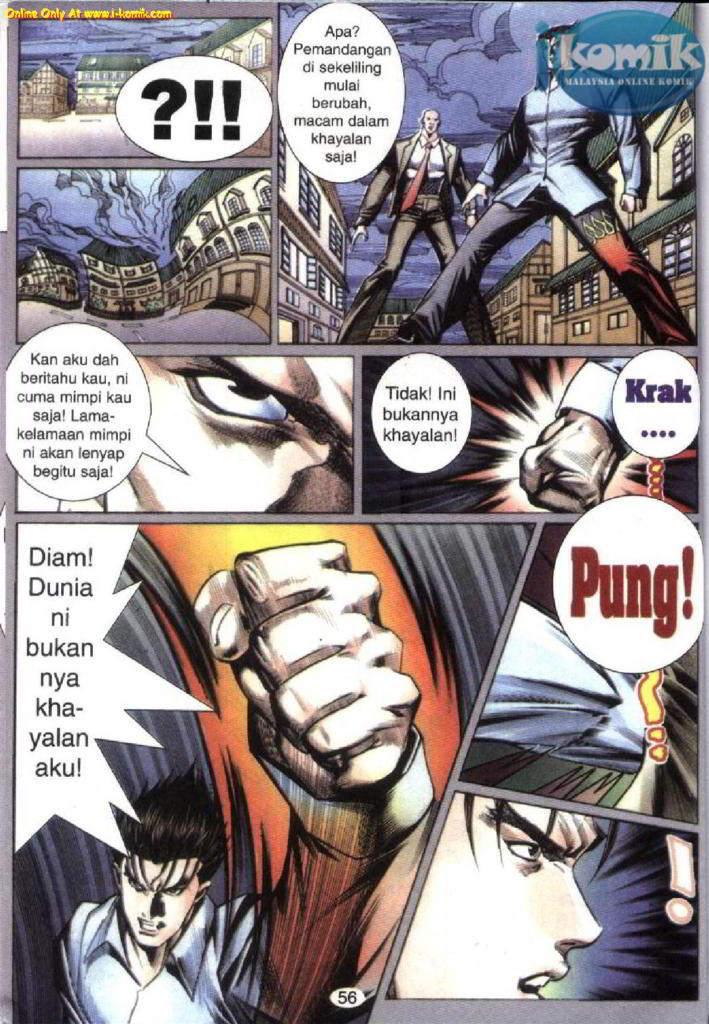 Online Only At www.i-komik.com
?!!
Apa?
Pemandangan
di sekeliling
mulai
berubah,
macam dalam
khayalan
saja!
ikomik
MALAYSIA ONLINE KOMIK
Kan aku dah
beritahu kau, ni
cuma mimpi kau
saja! Lama-
kelamaan mimpi
ni akan lenyap
begitu saja!
Tidak! Ini
bukannya
khayalan!
Krak
....
Pung!
Diam!
Dunia
ni
bukan
nya
kha-
yalan
aku!
!
56